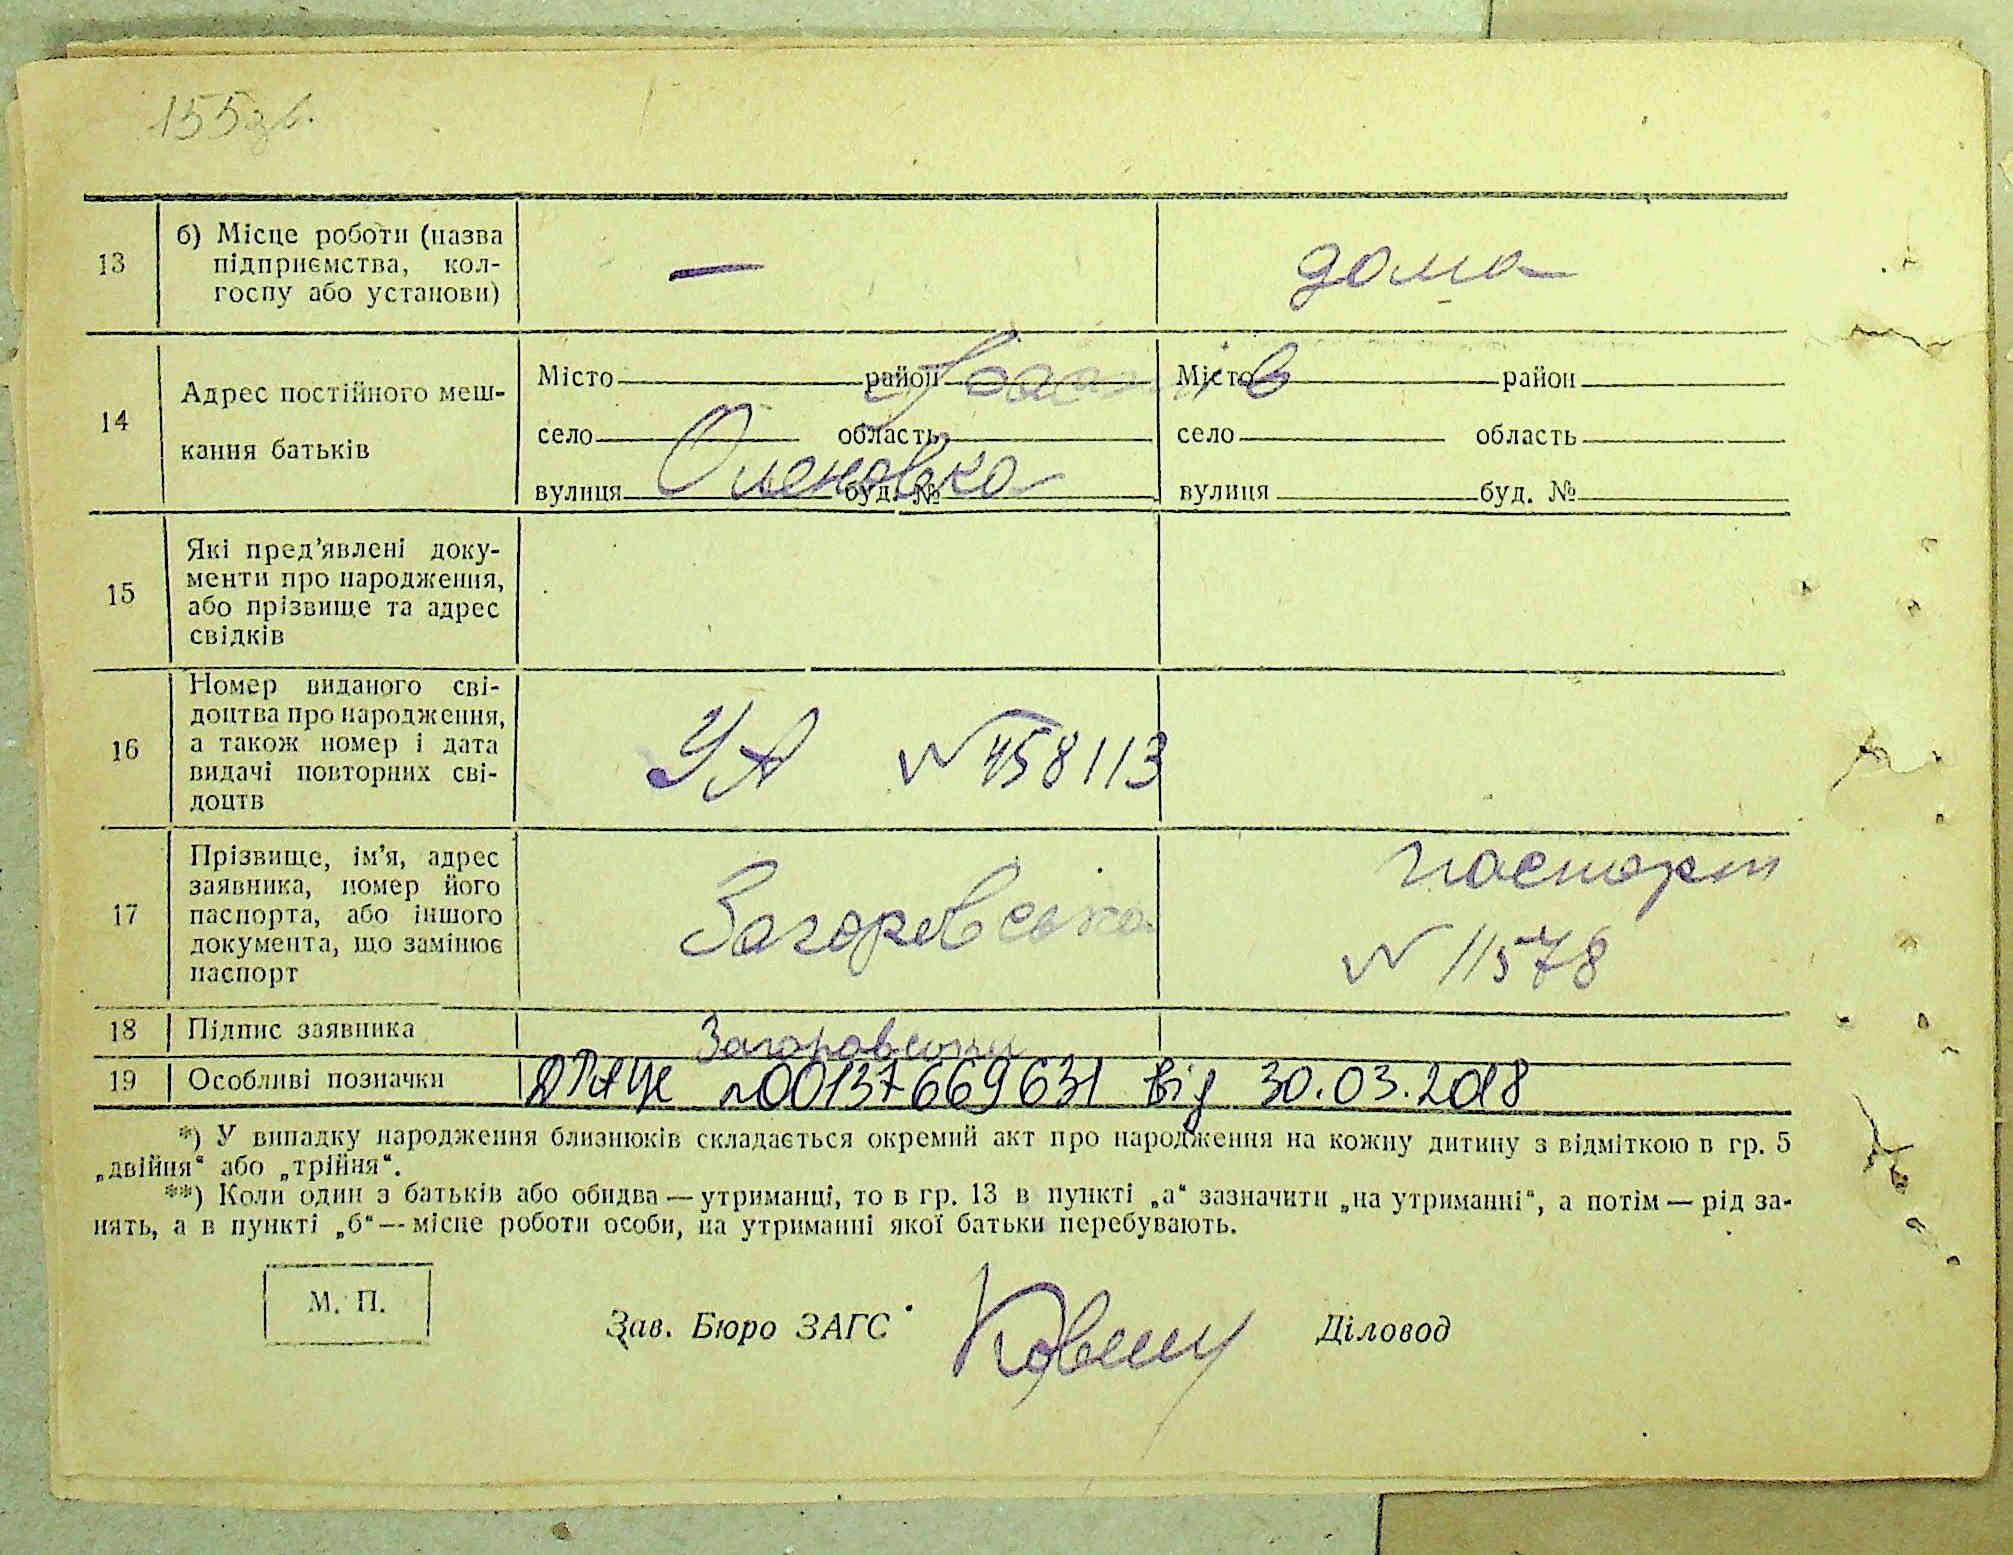 155зв.
13
б) Місце роботи (назва
підприємства, кол-
госпу або установи)
—
дома
14
Адрес постійного меш-
кання батьків
Місто район
село область
вулиця буд. №
Оленовка
Місто район
село область
вулиця буд. №
15
Які пред'явлені доку-
менти про народження,
або прізвище та адрес
свідків
16
Номер виданого сві-
доцтва про народження,
а також номер і дата
видачі повторних сві-
доцтв
УА № 458113
17
Прізвище, ім'я, адрес
заявника, номер його
паспорта, або іншого
документа, що замінює
паспорт
Загоровська
паспорт
№ 11578
18 Підпис заявника
19 Особливі позначки
№00137669631 від 30.03.2018
*) У випадку народження близнюків складається окремий акт про народження на кожну дитину з відміткою в гр. 5
„двійня“ або „трійня“.
**) Коли один з батьків або обидва — утриманці, то в гр. 13 в пункті „а“ зазначити „на утриманні“, а потім — рід за-
нять, а в пункті „б“ — місце роботи особи, на утриманні якої батьки перебувають.
М. П.
Зав. Бюро ЗАГС
Діловод